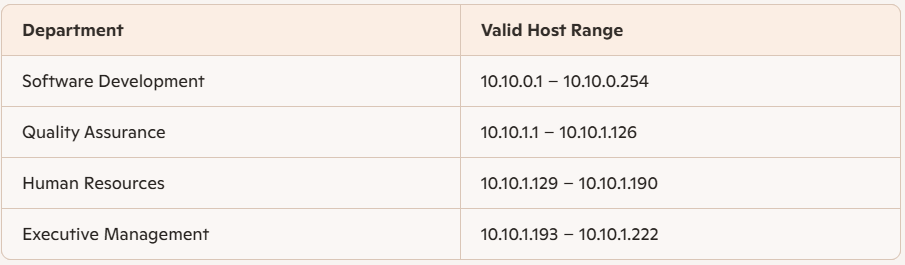 Department Valid Host Range
Software Development 10.10.0.1 – 10.10.0.254
Quality Assurance 10.10.1.1 – 10.10.1.126
Human Resources 10.10.1.129 – 10.10.1.190
Executive Management 10.10.1.193 – 10.10.1.222